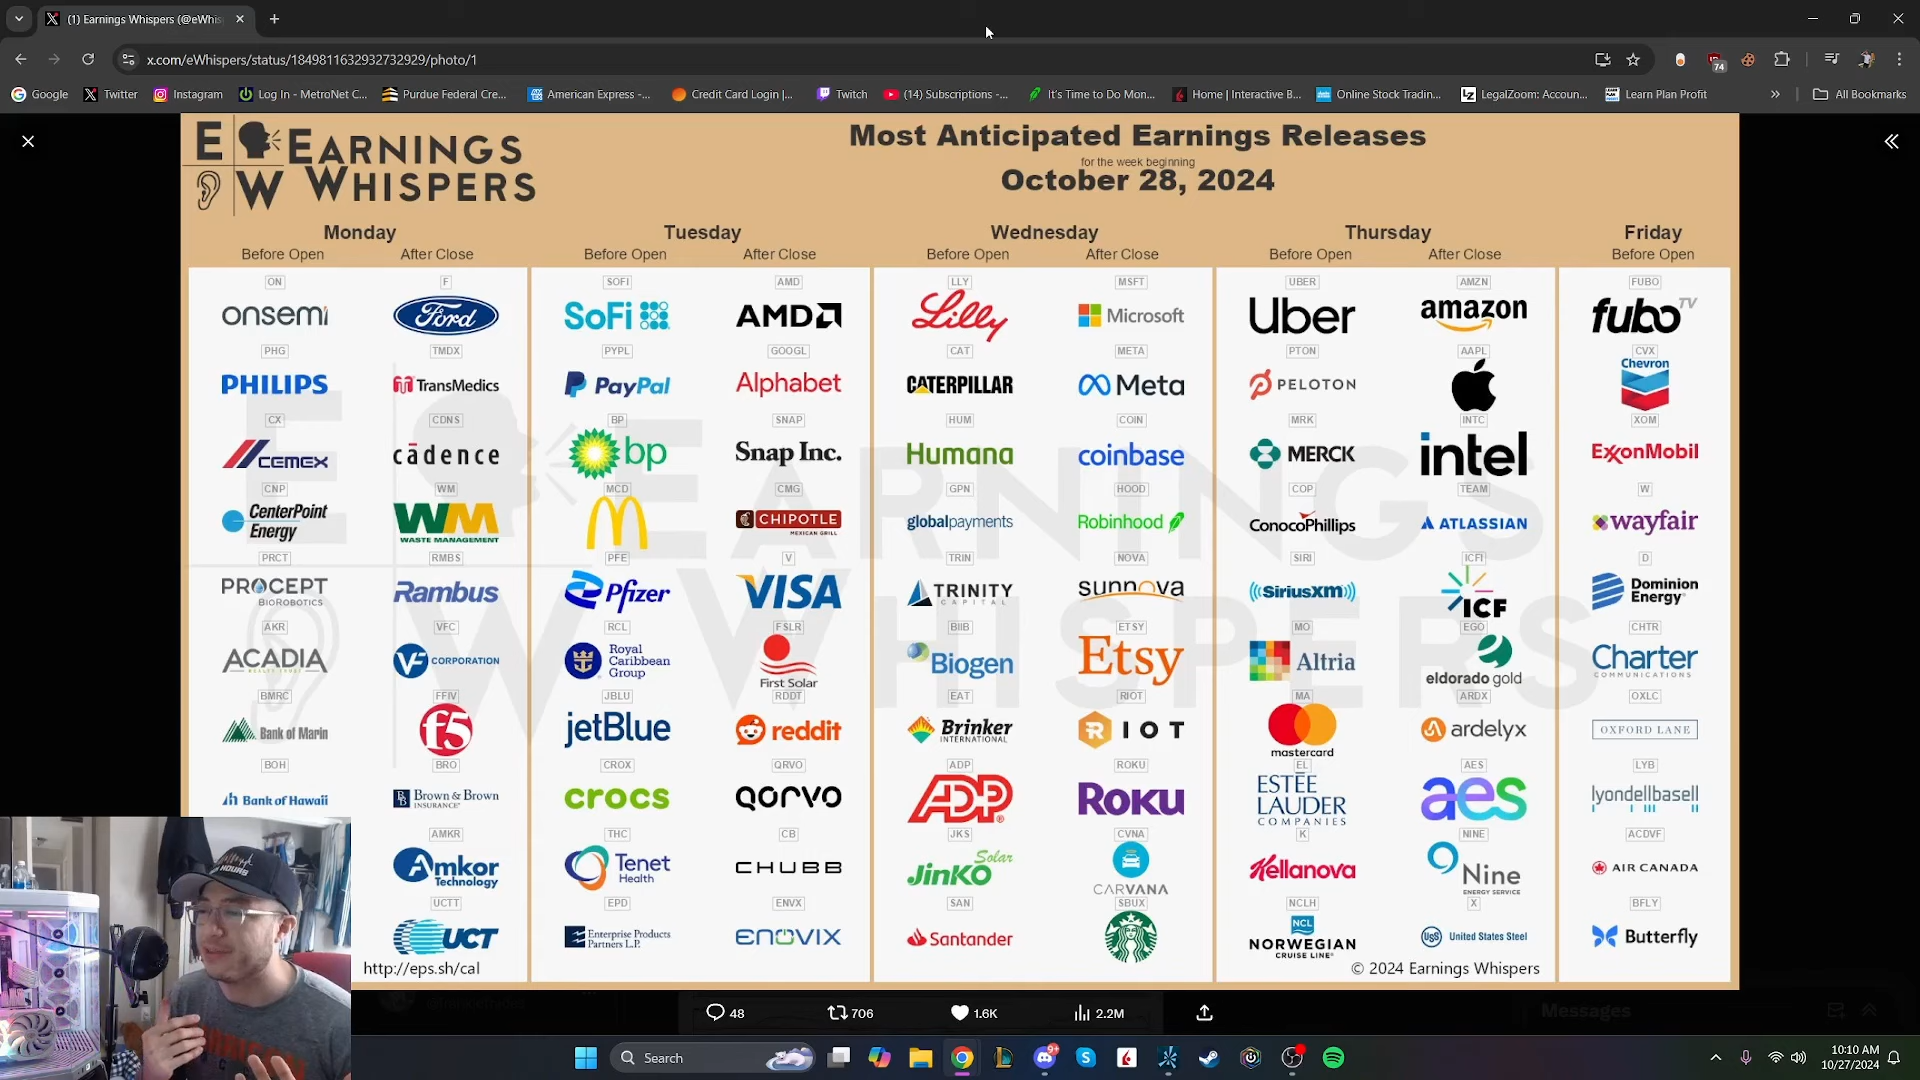 (1) Earnings Whispers (@eWhis
x.com/eWhispers/status/1849811632932732929/photo/1
74
Google
Twitter
Instagram
Log In - MetroNet C...
Purdue Federal Cre...
American Express -...
Credit Card Login |...
Twitch
(14) Subscriptions -...
It's Time to Do Mon...
Home | Interactive B...
Online Stock Tradin...
LegalZoom: Accoun...
Learn Plan Profit
All Bookmarks
E EARNINGS
W WHISPERS
Most Anticipated Earnings Releases
for the week beginning
October 28, 2024
Monday
Tuesday
Wednesday
Thursday
Friday
Before Open
After Close
Before Open
After Close
Before Open
After Close
Before Open
After Close
Before Open
ON F SOFI AMD LLY MSFT UBER AMZN FUBO
onsemi Ford SoFi AMD Lilly Microsoft Uber amazon fubo TV
PHG TMDX PYPL GOOGL CAT META PTON AAPL CVX
PHILIPS TransMedics PayPal Alphabet CATERPILLAR Meta PELOTON Chevron
CX CDNS BP SNAP HUM COIN MRK INTC XOM
CEMEX cādence bp Snap Inc. Humana coinbase MERCK intel ExxonMobil
CNP WM MCD CMG GPN HOOD COP TEAM W
CenterPoint Energy WM WASTE MANAGEMENT CHIPOTLE MEXICAN GRILL globalpayments Robinhood ConocoPhillips ATLASSIAN wayfair
PRCT RMBS PFE V TRIN NOVA SIRI ICFI D
PROCEPT BIOROBOTICS Rambus Pfizer VISA TRINITY CAPITAL sunnova SiriusXM ICF Dominion Energy
AKR VFC RCL FSLR BIIB ETSY MO EGO CHTR
ACADIA REALTY TRUST VF CORPORATION Royal Caribbean Group First Solar Biogen Etsy Altria eldorado gold Charter COMMUNICATIONS
BMRC FFIV JBLU RDDT EAT RIOT MA ARDX OXLC
Bank of Marin f5 jetBlue reddit Brinker INTERNATIONAL RIOT mastercard ardelyx OXFORD LANE
BOH BRO CROX QRVO ADP ROKU EL AES LYB
Bank of Hawaii Brown & Brown INSURANCE crocs QORVO ADP ROKU ESTĒE LAUDER COMPANIES aes lyondellbasell
AMKR THC CB JKS CVNA K NINE ACDVF
Amkor Technology Tenet Health CHUBB JinKO Solar CARVANA Kellanova Nine ENERGY SERVICE AIR CANADA
UCTT EPD ENVX SAN SBUX NCLH X BFLY
UCT Enterprise Products Partners L.P. ENOVIX Santander NCL NORWEGIAN CRUISE LINE USS United States Steel Butterfly
http://eps.sh/cal
© 2024 Earnings Whispers
48
706
1.6K
2.2M
Messages
Search
9+
10:10 AM
10/27/2024